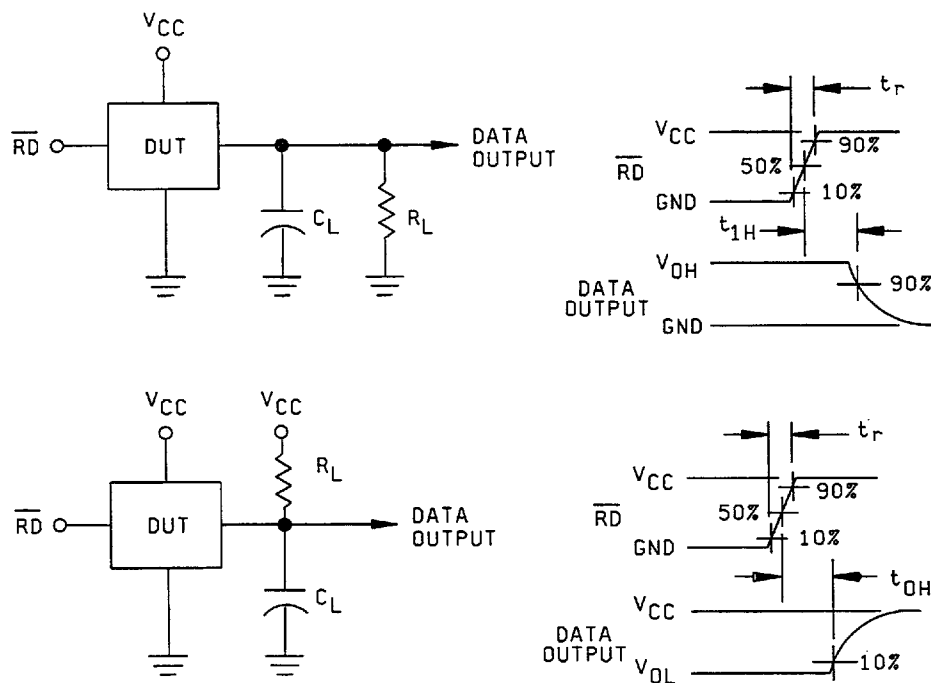 VCC
RD
DUT
DATA
OUTPUT
CL
RL
tr
VCC
90%
50%
RD
10%
GND
t1H
VOH
DATA
OUTPUT
90%
GND
VCC
VCC
RL
RD
DUT
DATA
OUTPUT
CL
tr
VCC
90%
50%
RD
10%
GND
t0H
VCC
DATA
OUTPUT
10%
VOL